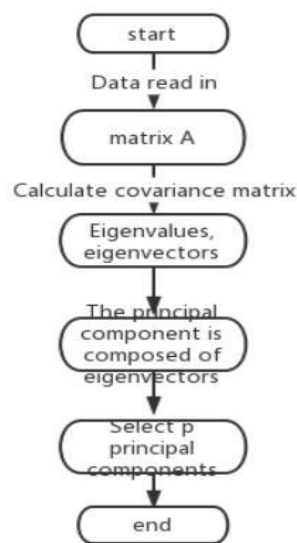 start
Data read in
matrix A
Calculate covariance matrix
Eigenvalues,
eigenvectors
The principal
component is
composed of
eigenvectors
Select p
principal
components
end